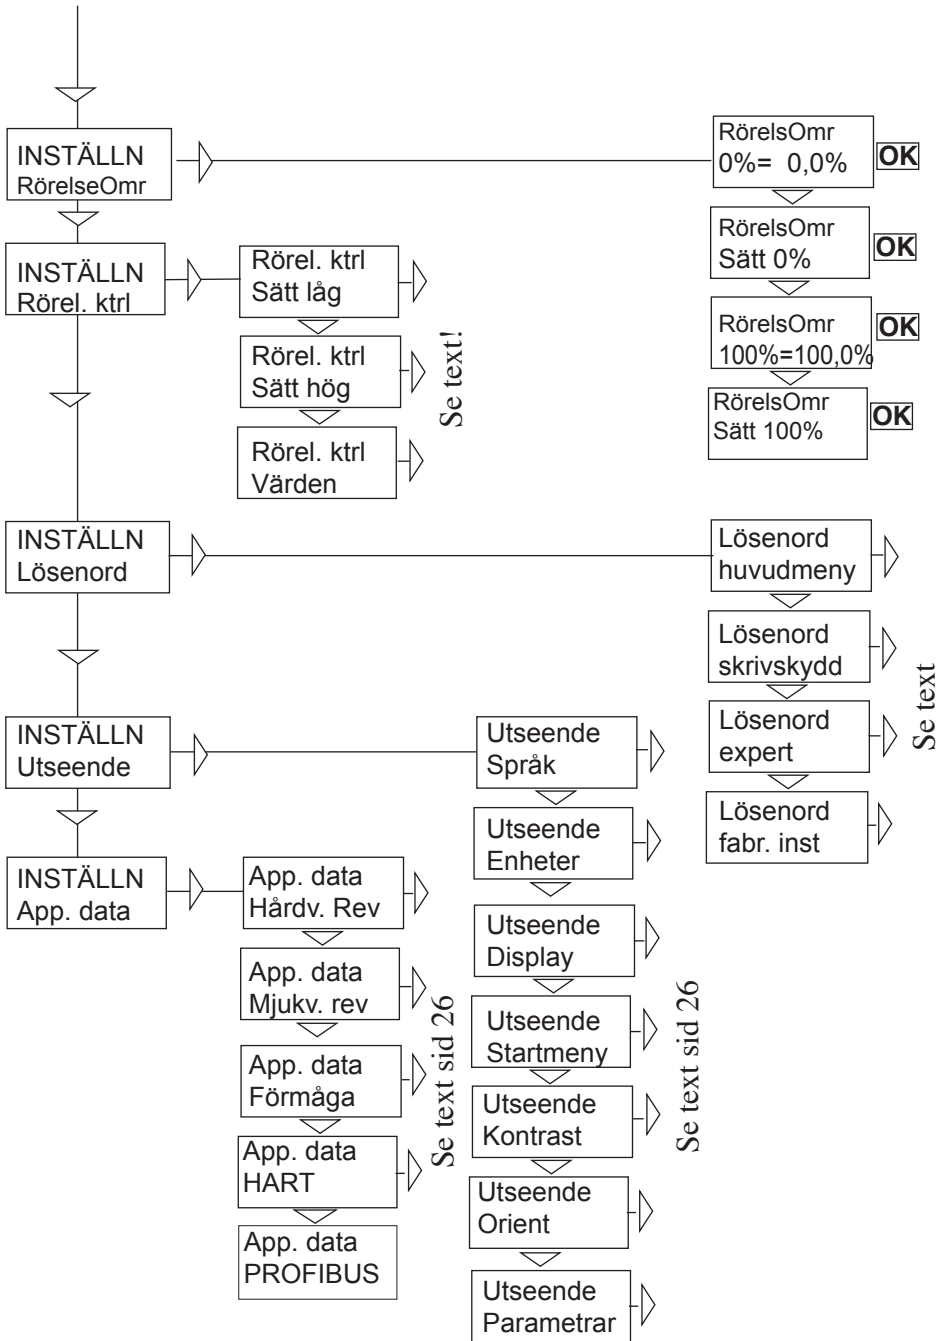 INSTÄLLN
RörelseOmr
RörelsOmr
0%= 0,0%
OK
RörelsOmr
Sätt 0%
OK
RörelsOmr
100%=100,0%
OK
RörelsOmr
Sätt 100%
OK
INSTÄLLN
Rörel. ktrl
Rörel. ktrl
Sätt låg
Rörel. ktrl
Sätt hög
Rörel. ktrl
Värden
Se text!
INSTÄLLN
Lösenord
Lösenord
huvudmeny
Lösenord
skrivskydd
Lösenord
expert
Lösenord
fabr. inst
Se text
INSTÄLLN
Utseende
Utseende
Språk
Utseende
Enheter
Utseende
Display
Utseende
Startmeny
Utseende
Kontrast
Utseende
Orient
Utseende
Parametrar
Se text sid 26
INSTÄLLN
App. data
App. data
Hårdv. Rev
App. data
Mjukv. rev
App. data
Förmåga
App. data
HART
App. data
PROFIBUS
Se text sid 26